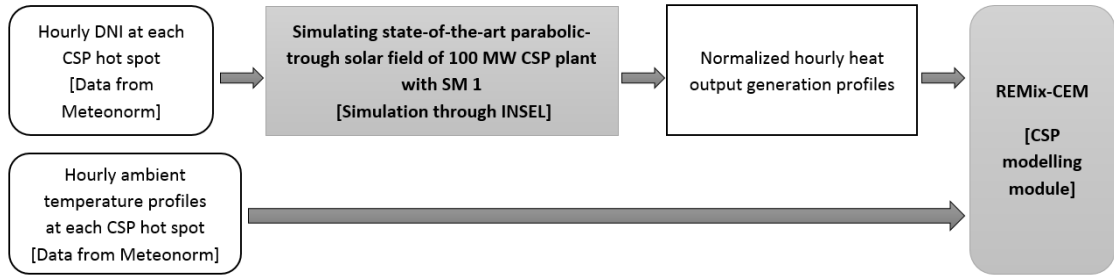 Hourly DNI at each
CSP hot spot
[Data from
Meteonorm]
Simulating state-of-the-art parabolic-
trough solar field of 100 MW CSP plant
with SM 1
[Simulation through INSEL]
Normalized hourly heat
output generation profiles
REMix-CEM
[CSP
modelling
module]
Hourly ambient
temperature profiles
at each CSP hot spot
[Data from Meteonorm]